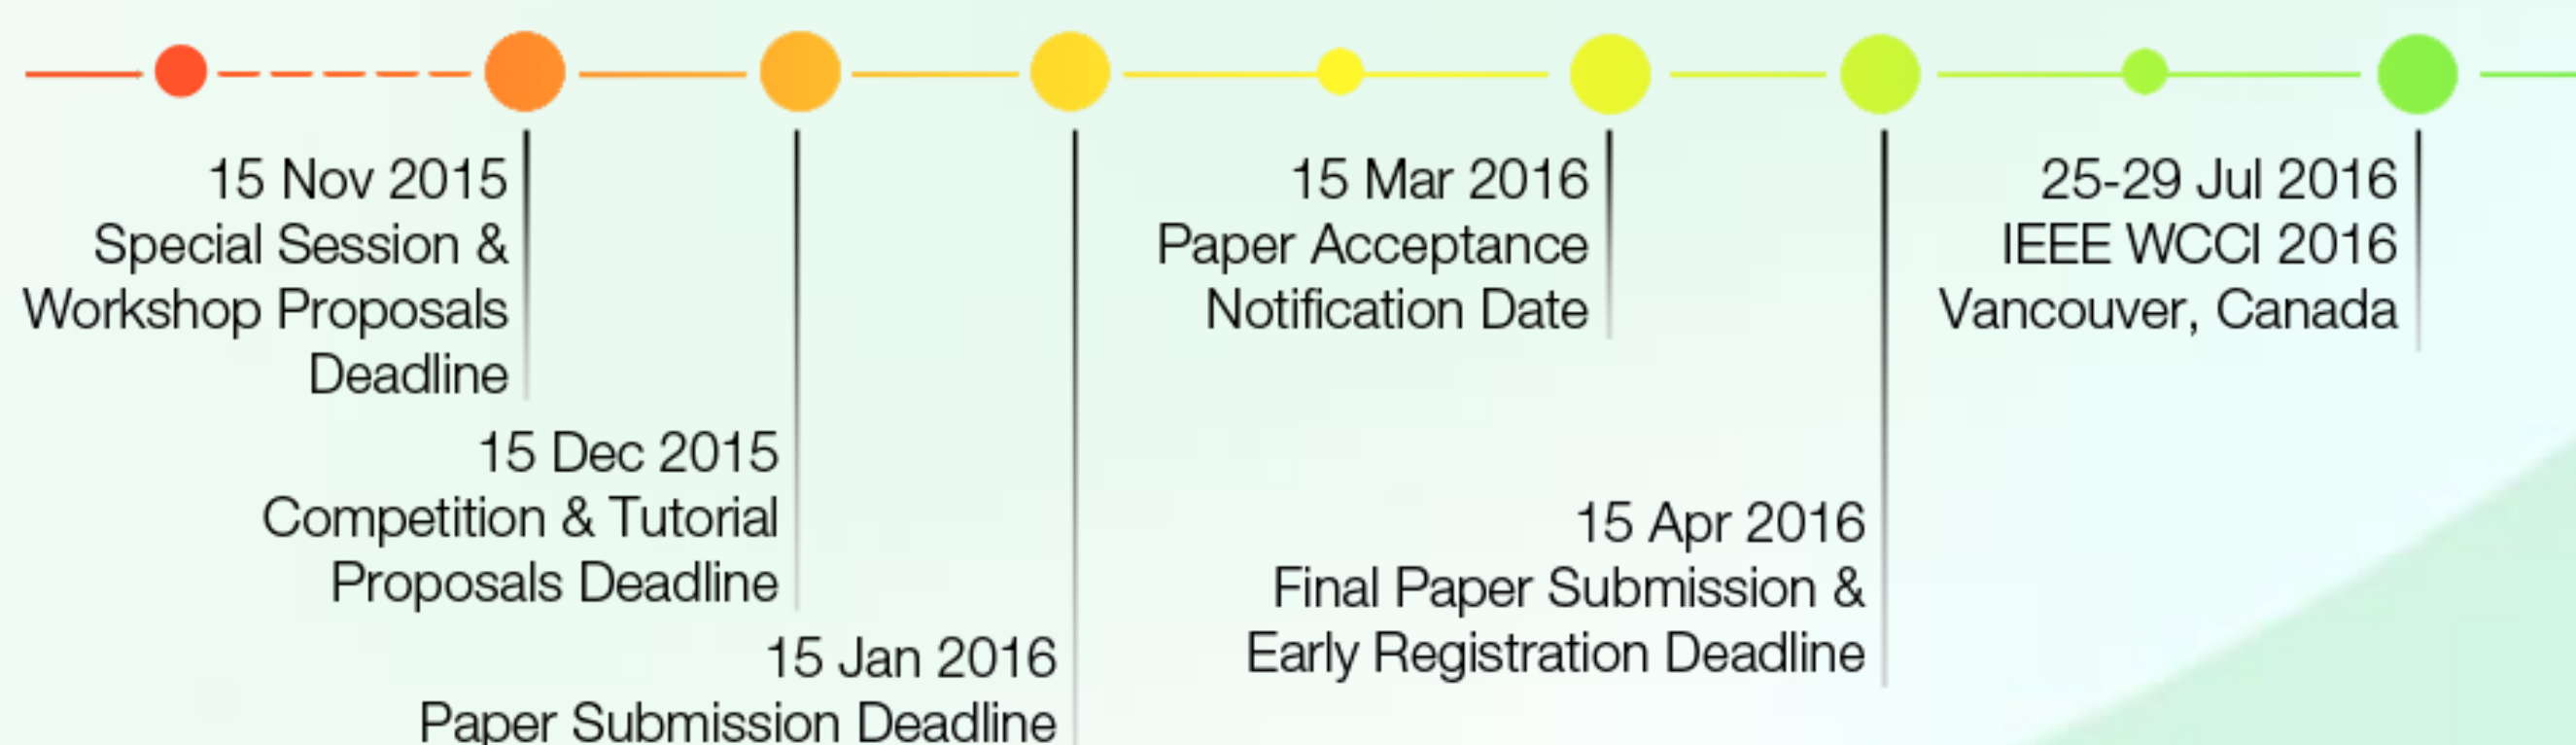 15 Nov 2015
Special Session &
Workshop Proposals
Deadline
15 Dec 2015
Competition & Tutorial
Proposals Deadline
15 Jan 2016
Paper Submission Deadline
15 Mar 2016
Paper Acceptance
Notification Date
15 Apr 2016
Final Paper Submission &
Early Registration Deadline
25-29 Jul 2016
IEEE WCCI 2016
Vancouver, Canada